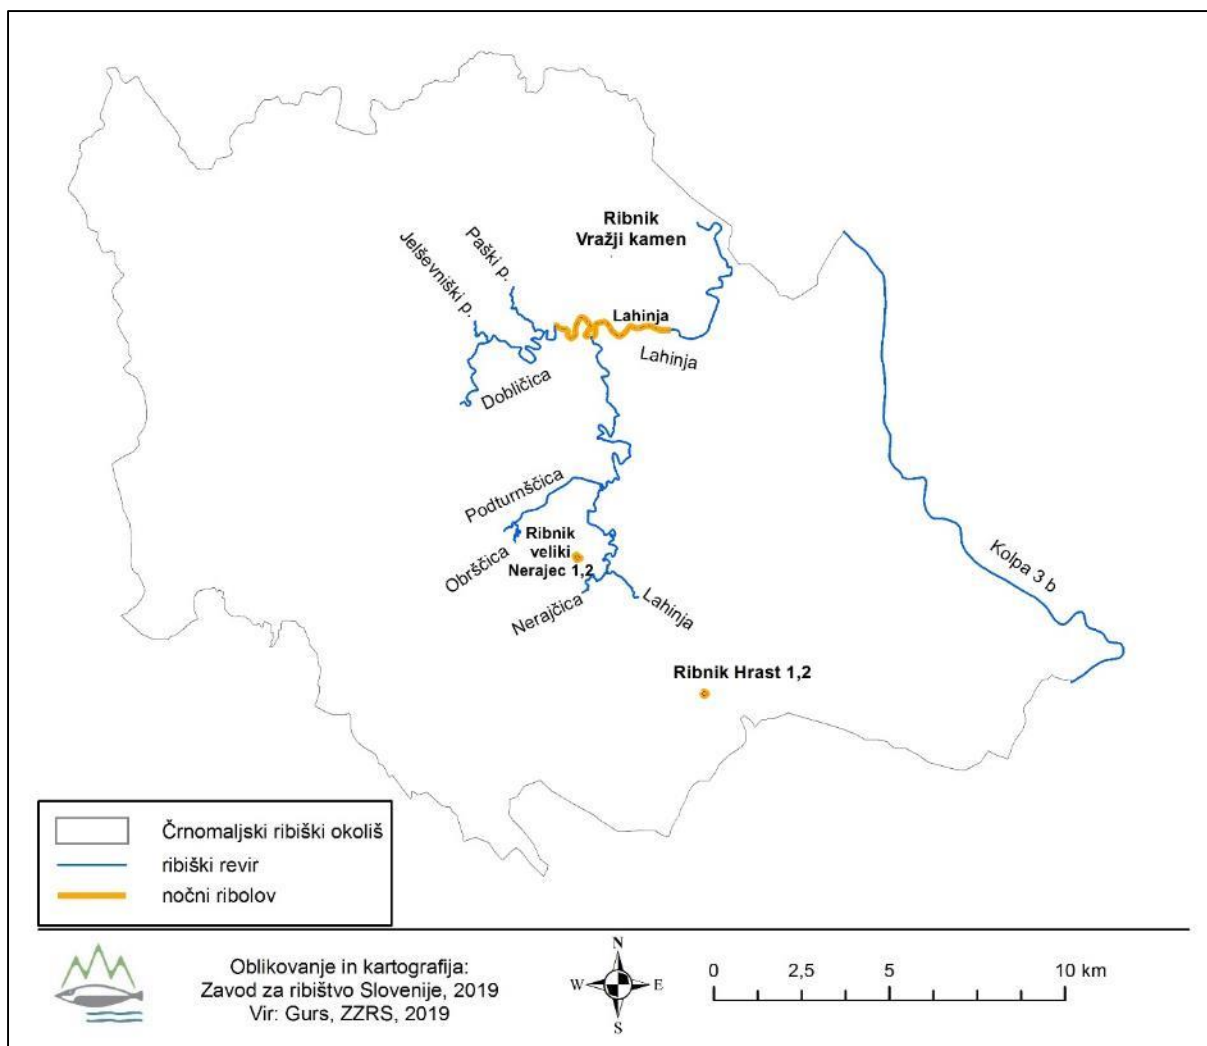 Ribnik
Vražji kamen
Jelševniški p.
Paški p.
Lahinja
Lahinja
Dobličica
Podturnščica
Obrščica
Ribnik
veliki
Nerajec 1,2
Nerajčica
Lahinja
Kolpa 3 b
Ribnik Hrast 1,2
Črnomaljski ribiški okoliš
ribiški revir
nočni ribolov
Oblikovanje in kartografija:
Zavod za ribištvo Slovenije, 2019
Vir: Gurs, ZZRS, 2019
N
W E
S
0 2,5 5 10 km